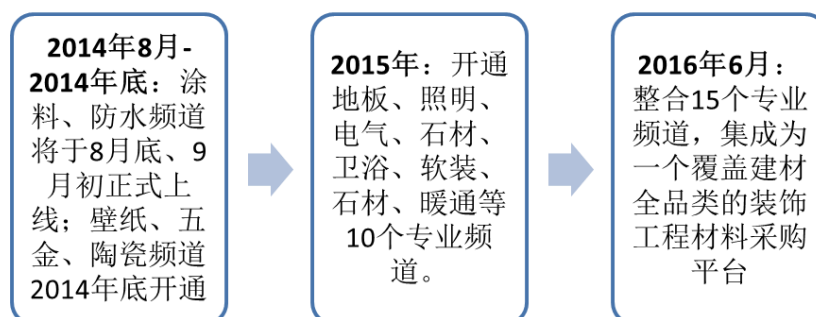 2014年8月-
2014年底：涂
料、防水频道
将于8月底、9
月初正式上
线；壁纸、五
金、陶瓷频道
2014年底开通
2015年：开通
地板、照明、
电气、石材、
卫浴、软装、
石材、暖通等
10个专业频
道。
2016年6月：
整合15个专业
频道，集成为
一个覆盖建材
全品类的装饰
工程材料采购
平台